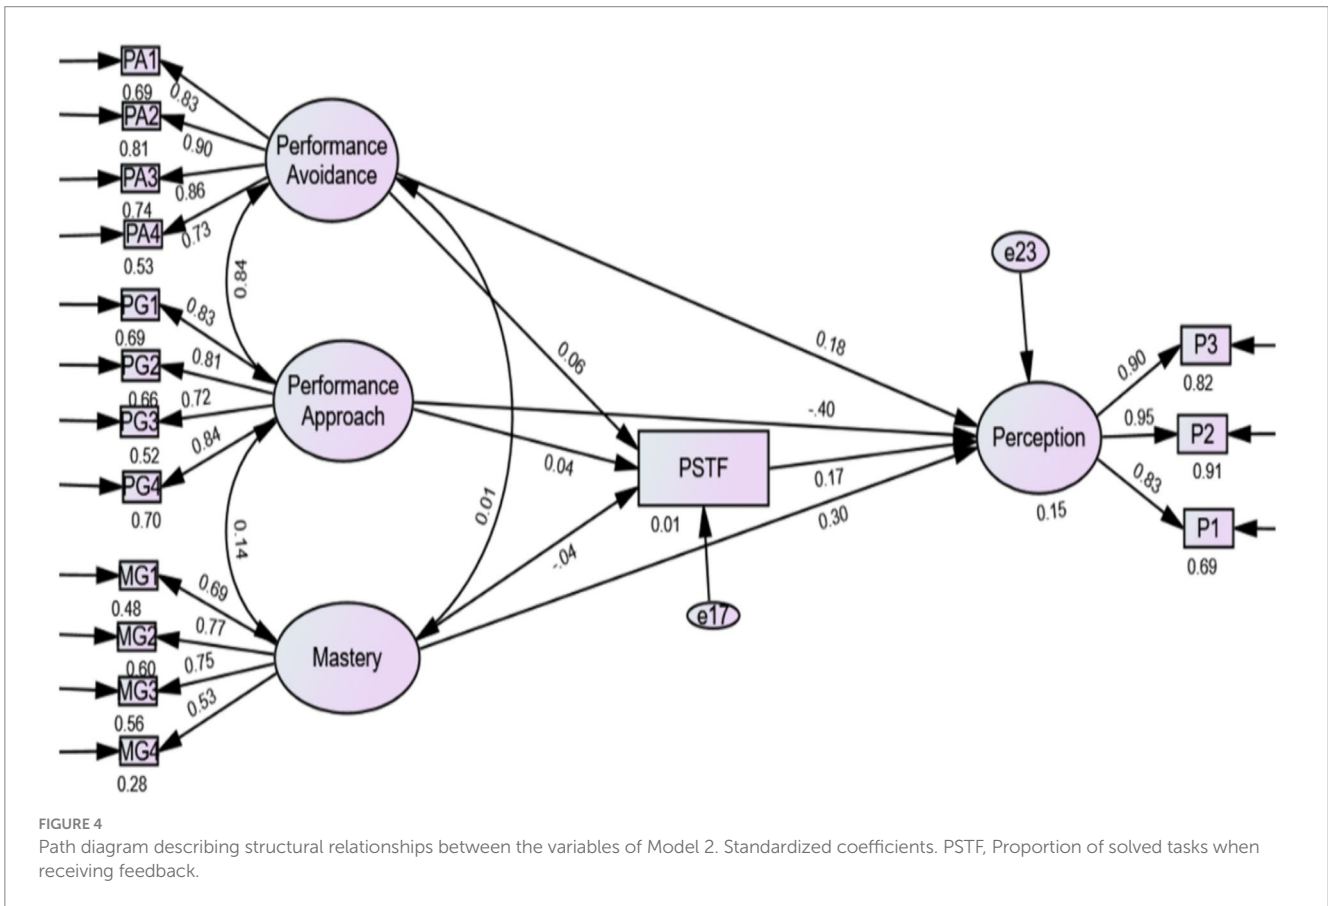 PA1
0.69
0.83
PA2
0.81
0.90
PA3
0.86
0.74
PA4
0.73
0.53
Performance
Avoidance
0.84
PG1
0.83
0.69
PG2
0.81
0.66
0.72
PG3
0.52
0.84
PG4
0.70
Performance
Approach
0.14
0.01
MG1
0.69
0.48
MG2
0.77
0.60
0.75
MG3
0.56
0.53
MG4
0.28
Mastery
0.06
0.04
-.04
0.18
-.40
0.17
0.30
PSTF
0.01
e17
e23
Perception
0.15
0.90
P3
0.82
0.95
P2
0.91
0.83
P1
0.69
FIGURE 4
Path diagram describing structural relationships between the variables of Model 2. Standardized coefficients. PSTF, Proportion of solved tasks when
receiving feedback.